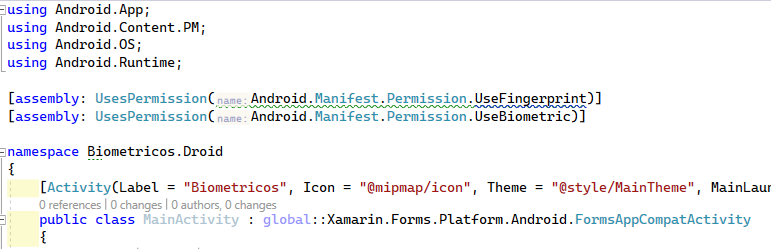 using Android.App;
using Android.Content.PM;
using Android.OS;
using Android.Runtime;
[assembly: UsesPermission(name:Android.Manifest.Permission.UseFingerprint)]
[assembly: UsesPermission(name:Android.Manifest.Permission.UseBiometric)]
namespace Biometricos.Droid
{
[Activity(Label = "Biometricos", Icon = "@mipmap/icon", Theme = "@style/MainTheme", MainLaun
0 references | 0 changes | 0 authors, 0 changes
public class MainActivity : global::Xamarin.Forms.Platform.Android.FormsAppCompatActivity
{